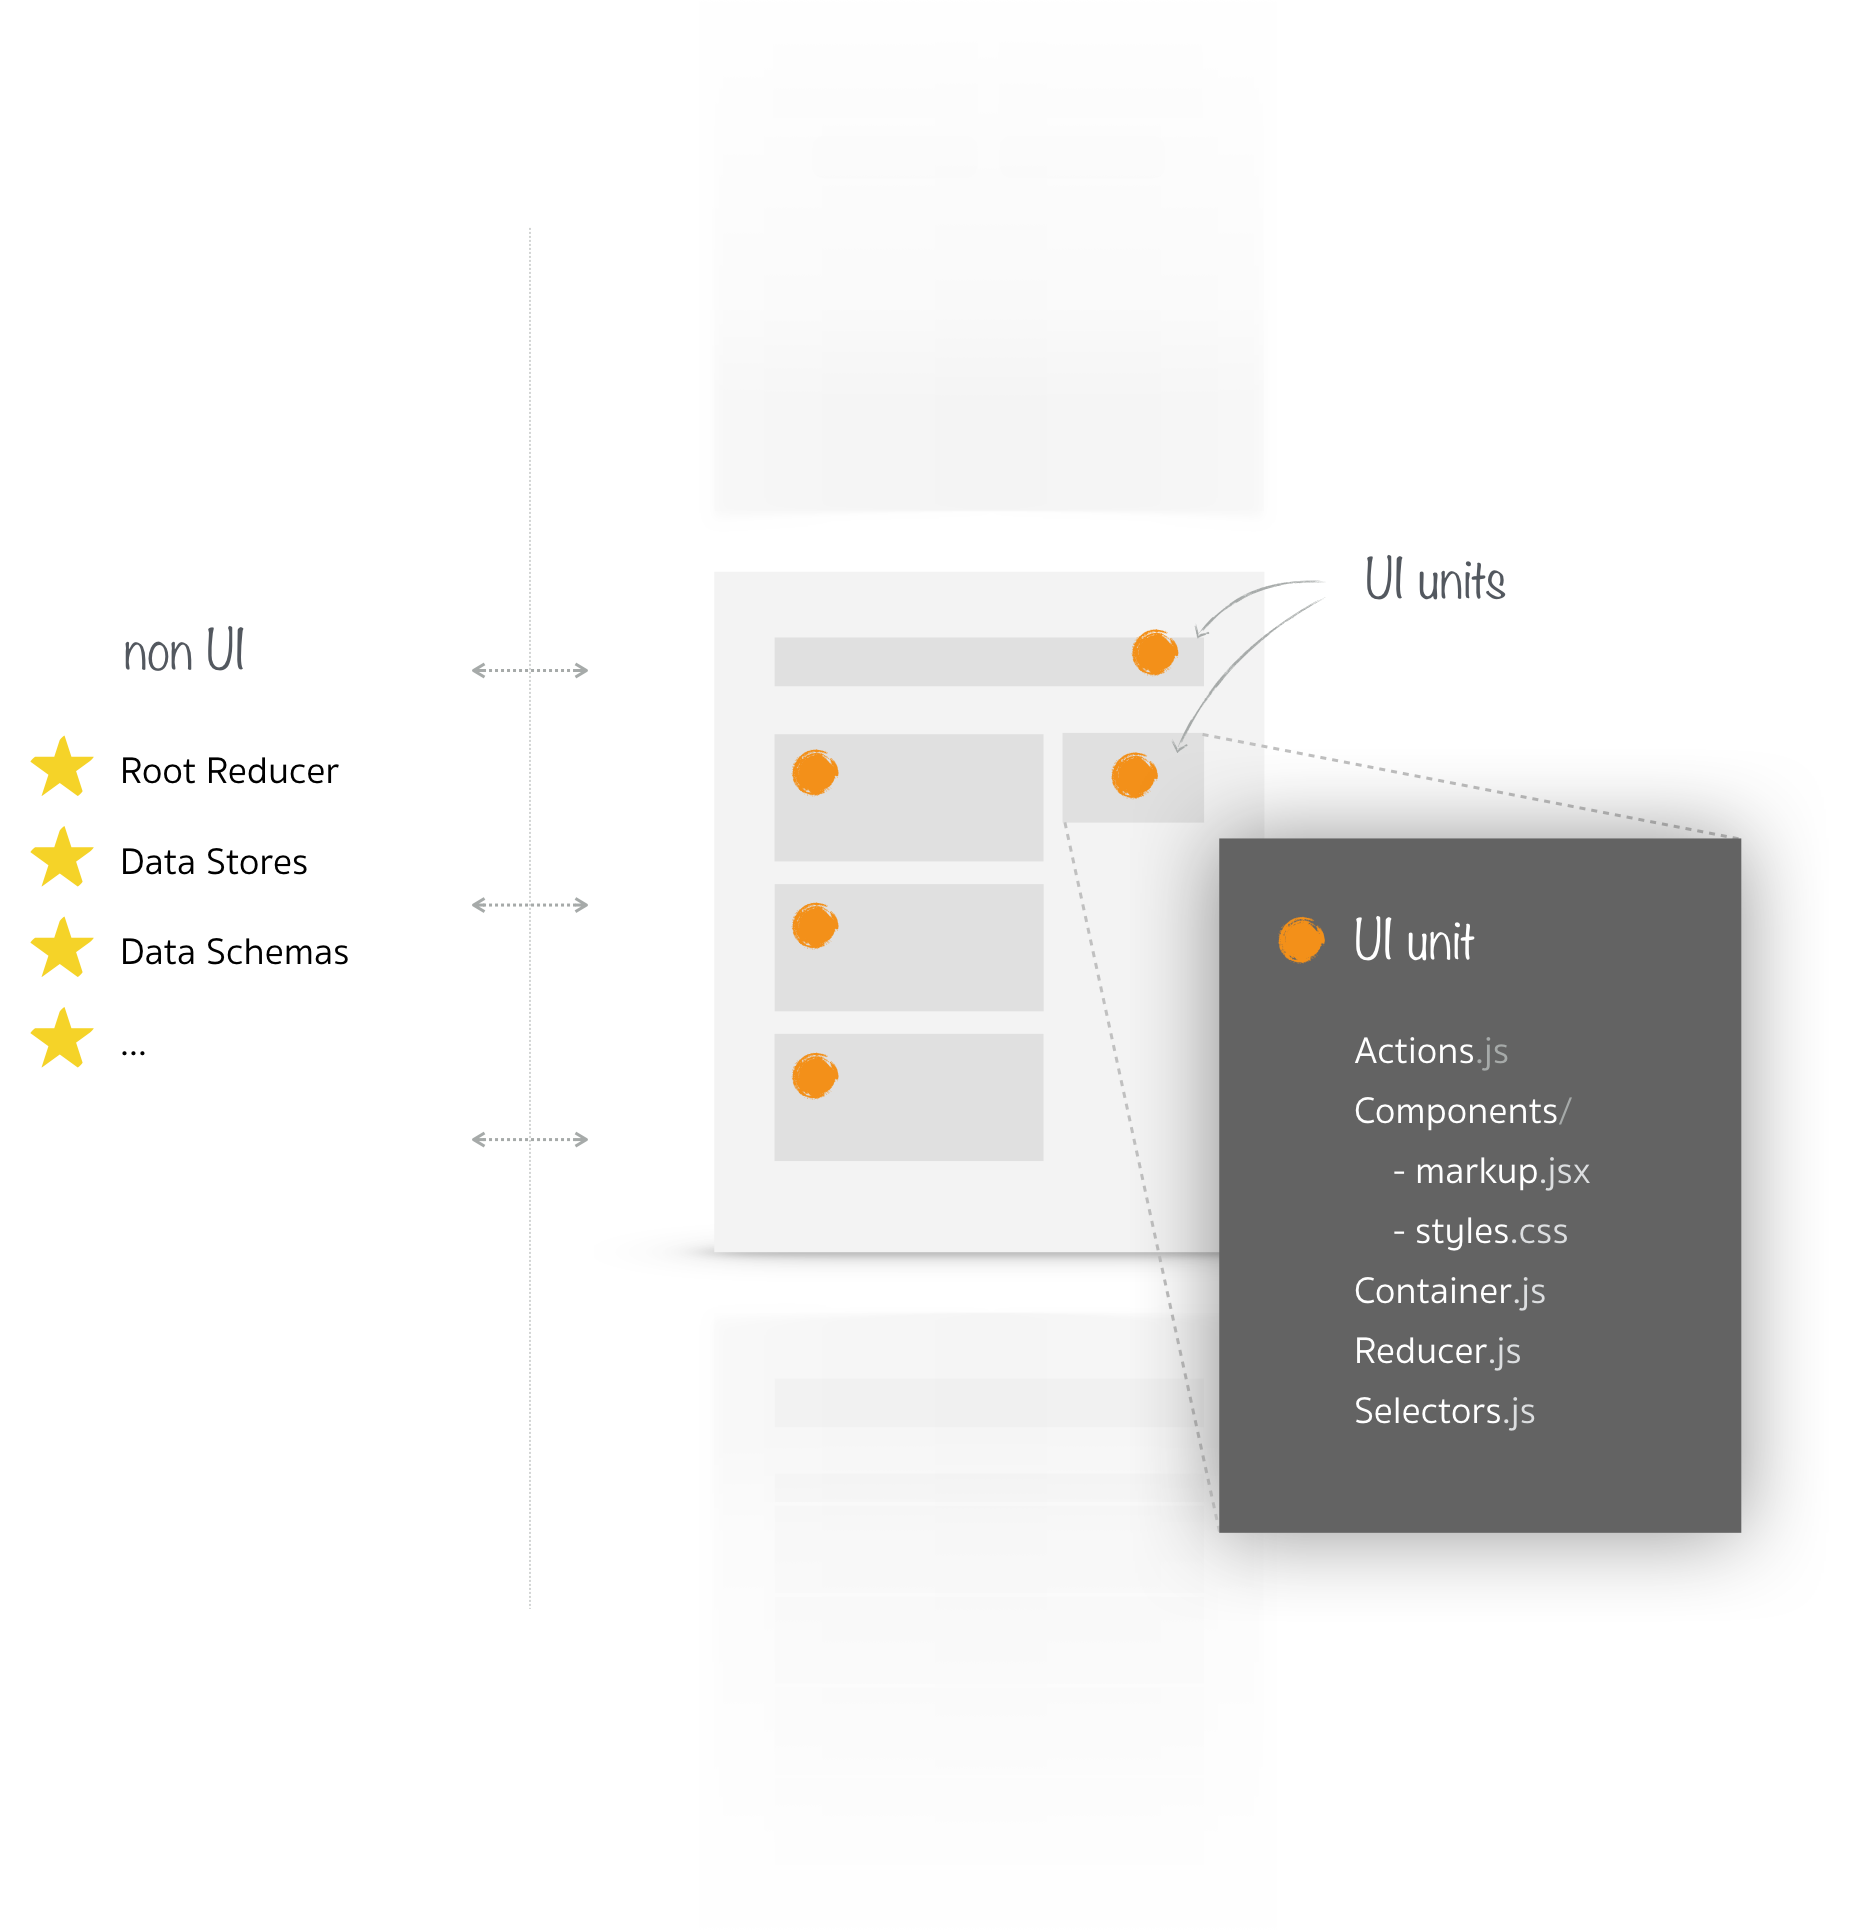 UI units
non UI
Root Reducer
Data Stores
Data Schemas
...
UI unit
Actions.js
Components/
- markup.jsx
- styles.css
Container.js
Reducer.js
Selectors.js